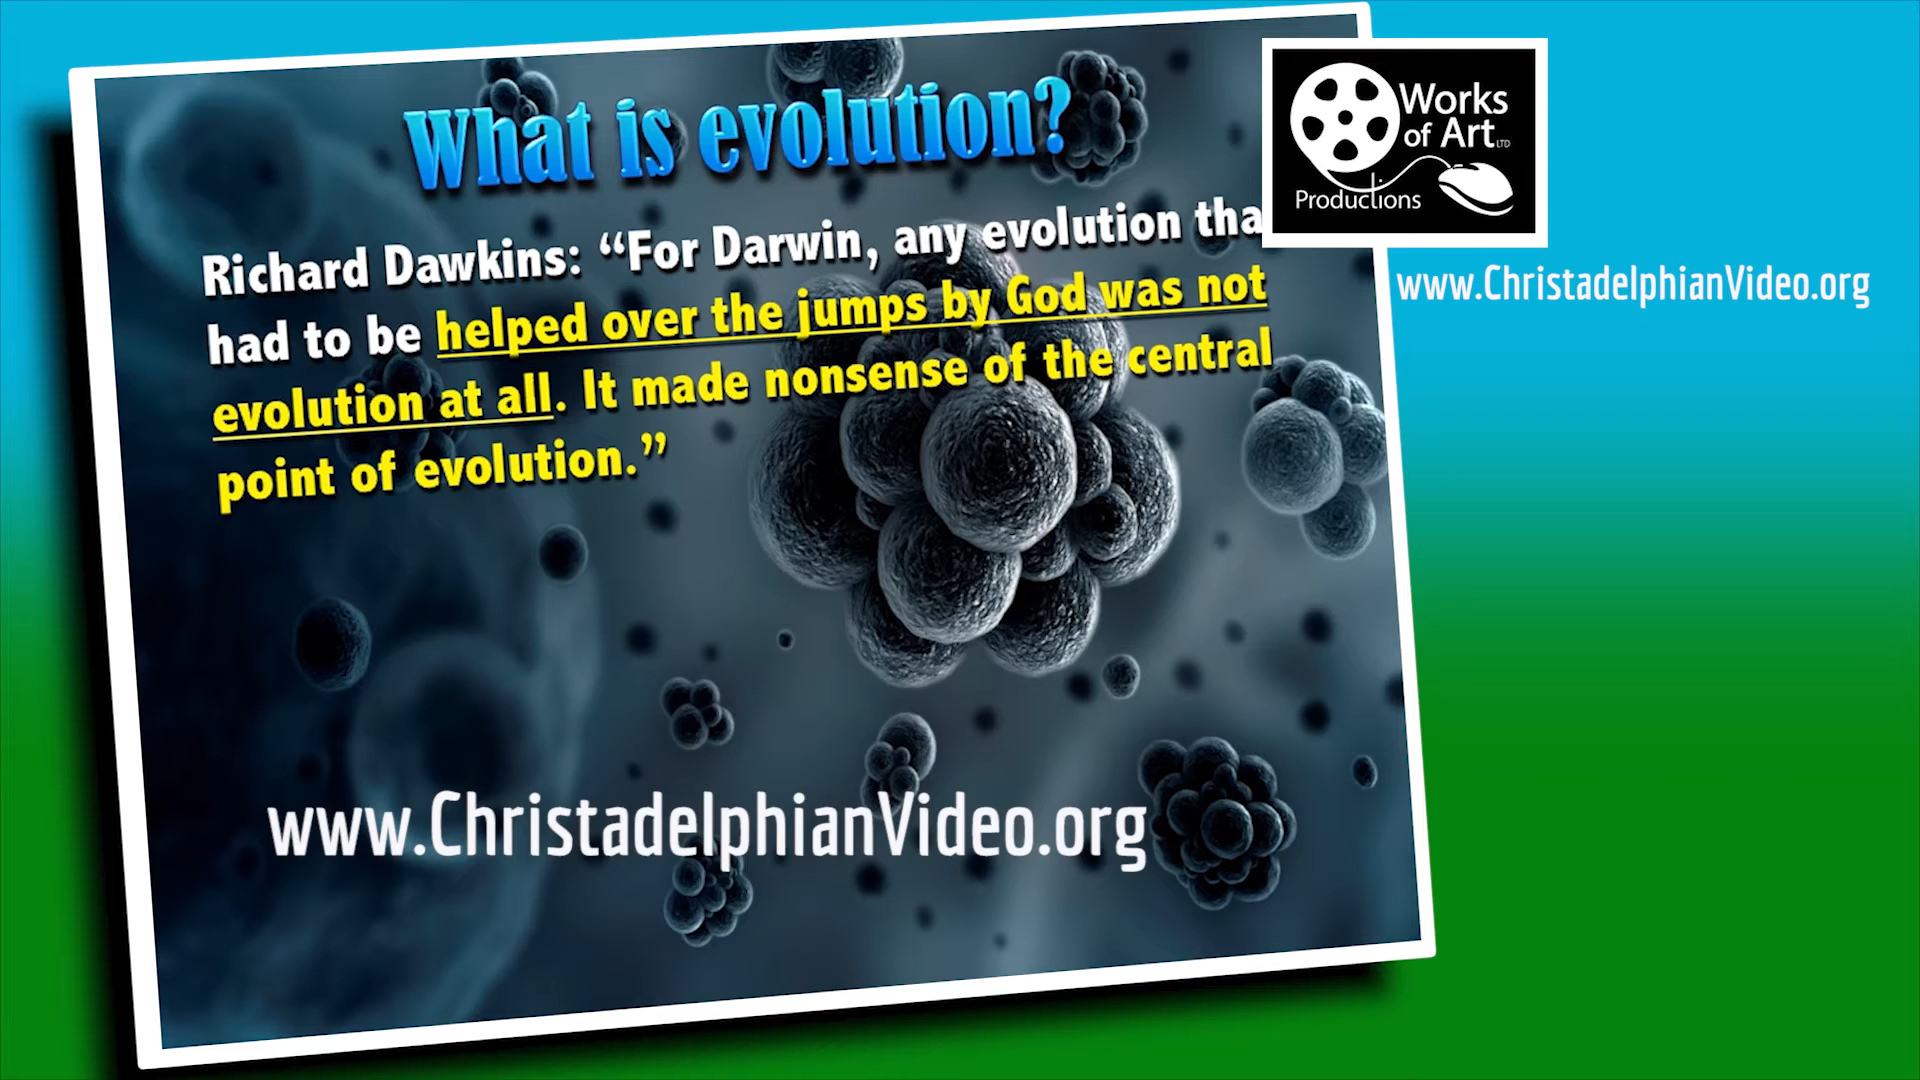 What is evolution?
Richard Dawkins: “For Darwin, any evolution tha
had to be helped over the jumps by God was not
evolution at all. It made nonsense of the central
point of evolution.”
www.ChristadelphianVideo.org
Works
of Art LTD
Productions
www.ChristadelphianVideo.org